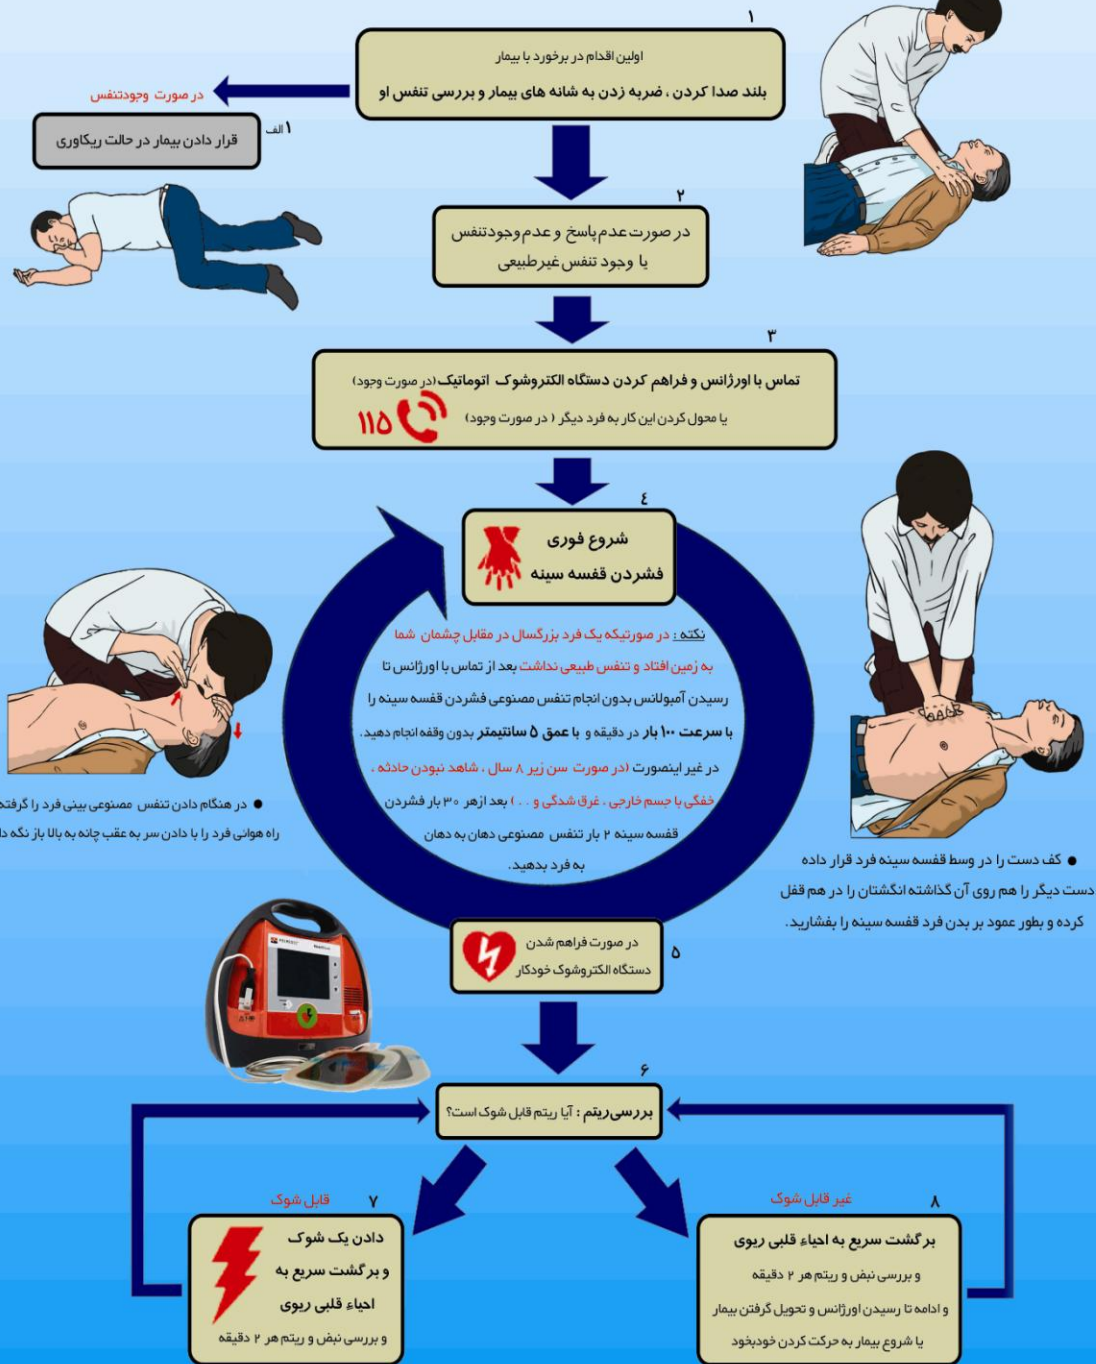 ۱
اولین اقدام در برخورد با بیمار
بلند صدا کردن ، ضربه زدن به شانه های بیمار و بررسی تنفس او
در صورت وجودتنفس
۱ الف
قرار دادن بیمار در حالت ریکاوری
۲
در صورت عدم پاسخ و عدم وجودتنفس
یا وجود تنفس غیرطبیعی
۳
تماس با اورژانس و فراهم کردن دستگاه الکتروشوک اتوماتیک (در صورت وجود)
یا محول کردن این کار به فرد دیگر ( در صورت وجود)
۱۱۵
٤
شروع فوری
فشردن قفسه سینه
نکته : در صورتیکه یک فرد بزرگسال در مقابل چشمان شما
به زمین افتاد و تنفس طبیعی نداشت بعد از تماس با اورژانس تا
رسیدن آمبولانس بدون انجام تنفس مصنوعی فشردن قفسه سینه را
با سرعت ۱۰۰ بار در دقیقه و با عمق ۵ سانتیمتر بدون وقفه انجام دهید.
در غیر اینصورت (در صورت سن زیر ۸ سال ، شاهد نبودن حادثه ،
خفگی با جسم خارجی ، غرق شدگی و . . ) بعد ازهر ۳۰ بار فشردن
قفسه سینه ۲ بار تنفس مصنوعی دهان به دهان
به فرد بدهید.
● در هنگام دادن تنفس مصنوعی بینی فرد را گرفته
راه هوائی فرد را با دادن سر به عقب چانه به بالا باز نگه
● کف دست را در وسط قفسه سینه فرد قرار داده
دست دیگر را هم روی آن گذاشته انگشتان را در هم قفل
کرده و بطور عمود بر بدن فرد قفسه سینه را بفشارید.
۵
در صورت فراهم شدن
دستگاه الکتروشوک خودکار
۶
بررسی ریتم : آیا ریتم قابل شوک است؟
۷
قابل شوک
دادن یک شوک
و برگشت سریع به
احیاء قلبی ریوی
و بررسی نبض و ریتم هر ۲ دقیقه
۸
غیر قابل شوک
برگشت سریع به احیاء قلبی ریوی
و بررسی نبض و ریتم هر ۲ دقیقه
و ادامه تا رسیدن اورژانس و تحویل گرفتن بیمار
یا شروع بیمار به حرکت کردن خودبخود